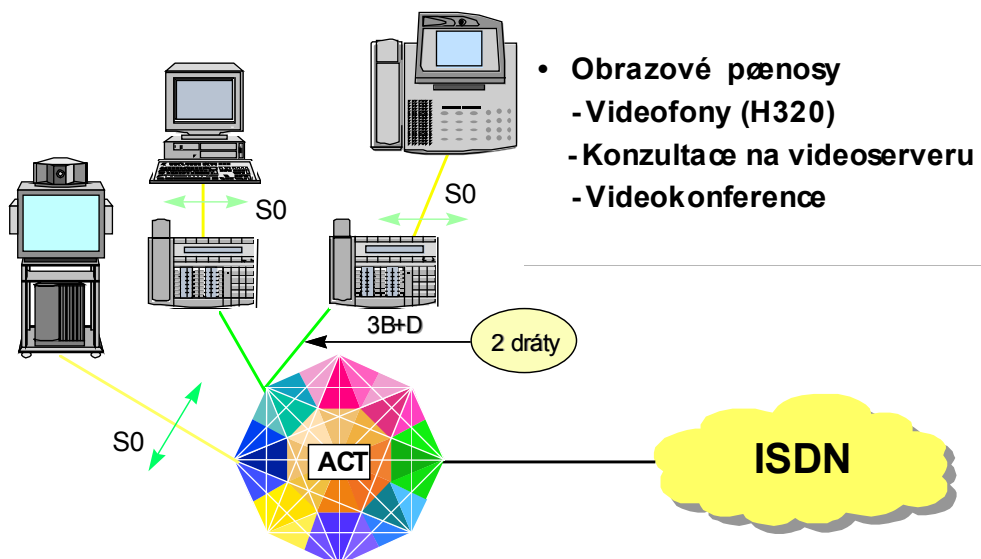 • Obrazové pøenosy
-Videofony (H320)
-Konzultace na videoserveru
-Videokonference
S0
S0
3B+D
2 dráty
S0
ACT
ISDN